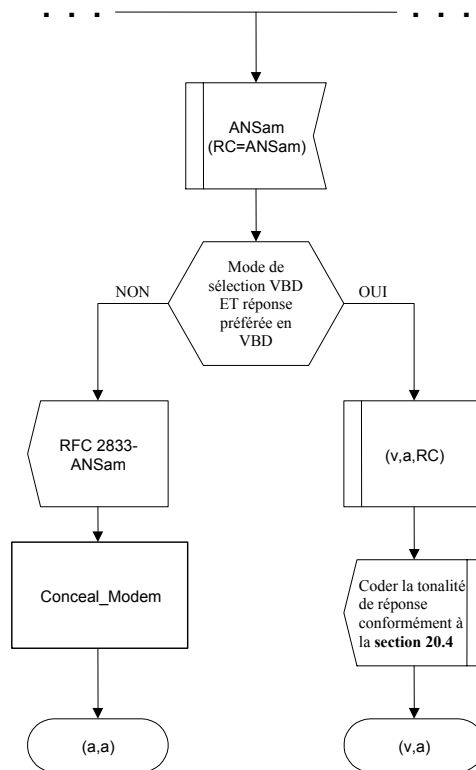 . . .
. . .
ANSam
(RC=ANSam)
Mode de
sélection VBD
ET réponse
préférée en
VBD
NON
OUI
RFC 2833-
ANSam
(v,a,RC)
Conceal_Modem
Coder la tonalité
de réponse
conformément à
la section 20.4
(a,a)
(v,a)